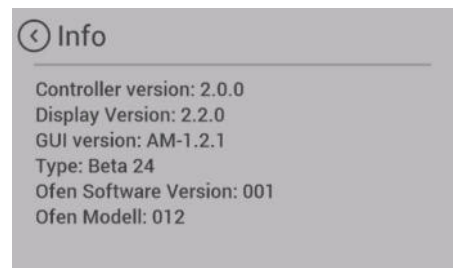 Info
Controller version: 2.0.0
Display Version: 2.2.0
GUI version: AM-1.2.1
Type: Beta 24
Ofen Software Version: 001
Ofen Modell: 012